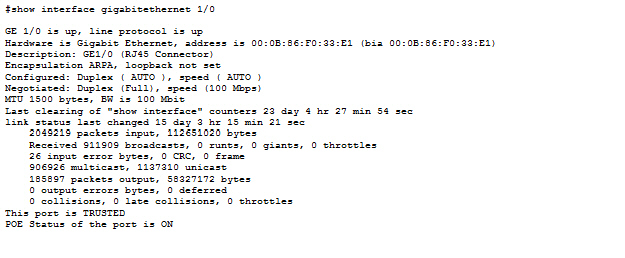 #show interface gigabitethernet 1/0
GE 1/0 is up, line protocol is up
Hardware is Gigabit Ethernet, address is 00:0B:86:F0:33:E1 (bia 00:0B:86:F0:33:E1)
Description: GE1/0 (RJ45 Connector)
Encapsulation ARPA, loopback not set
Configured: Duplex ( AUTO ), speed ( AUTO )
Negotiated: Duplex (Full), speed (100 Mbps)
MTU 1500 bytes, BW is 100 Mbit
Last clearing of "show interface" counters 23 day 4 hr 27 min 54 sec
link status last changed 15 day 3 hr 15 min 21 sec
2049219 packets input, 112651020 bytes
Received 911909 broadcasts, 0 runts, 0 giants, 0 throttles
26 input error bytes, 0 CRC, 0 frame
906926 multicast, 1137310 unicast
185897 packets output, 58327172 bytes
0 output errors bytes, 0 deferred
0 collisions, 0 late collisions, 0 throttles
This port is TRUSTED
POE Status of the port is ON